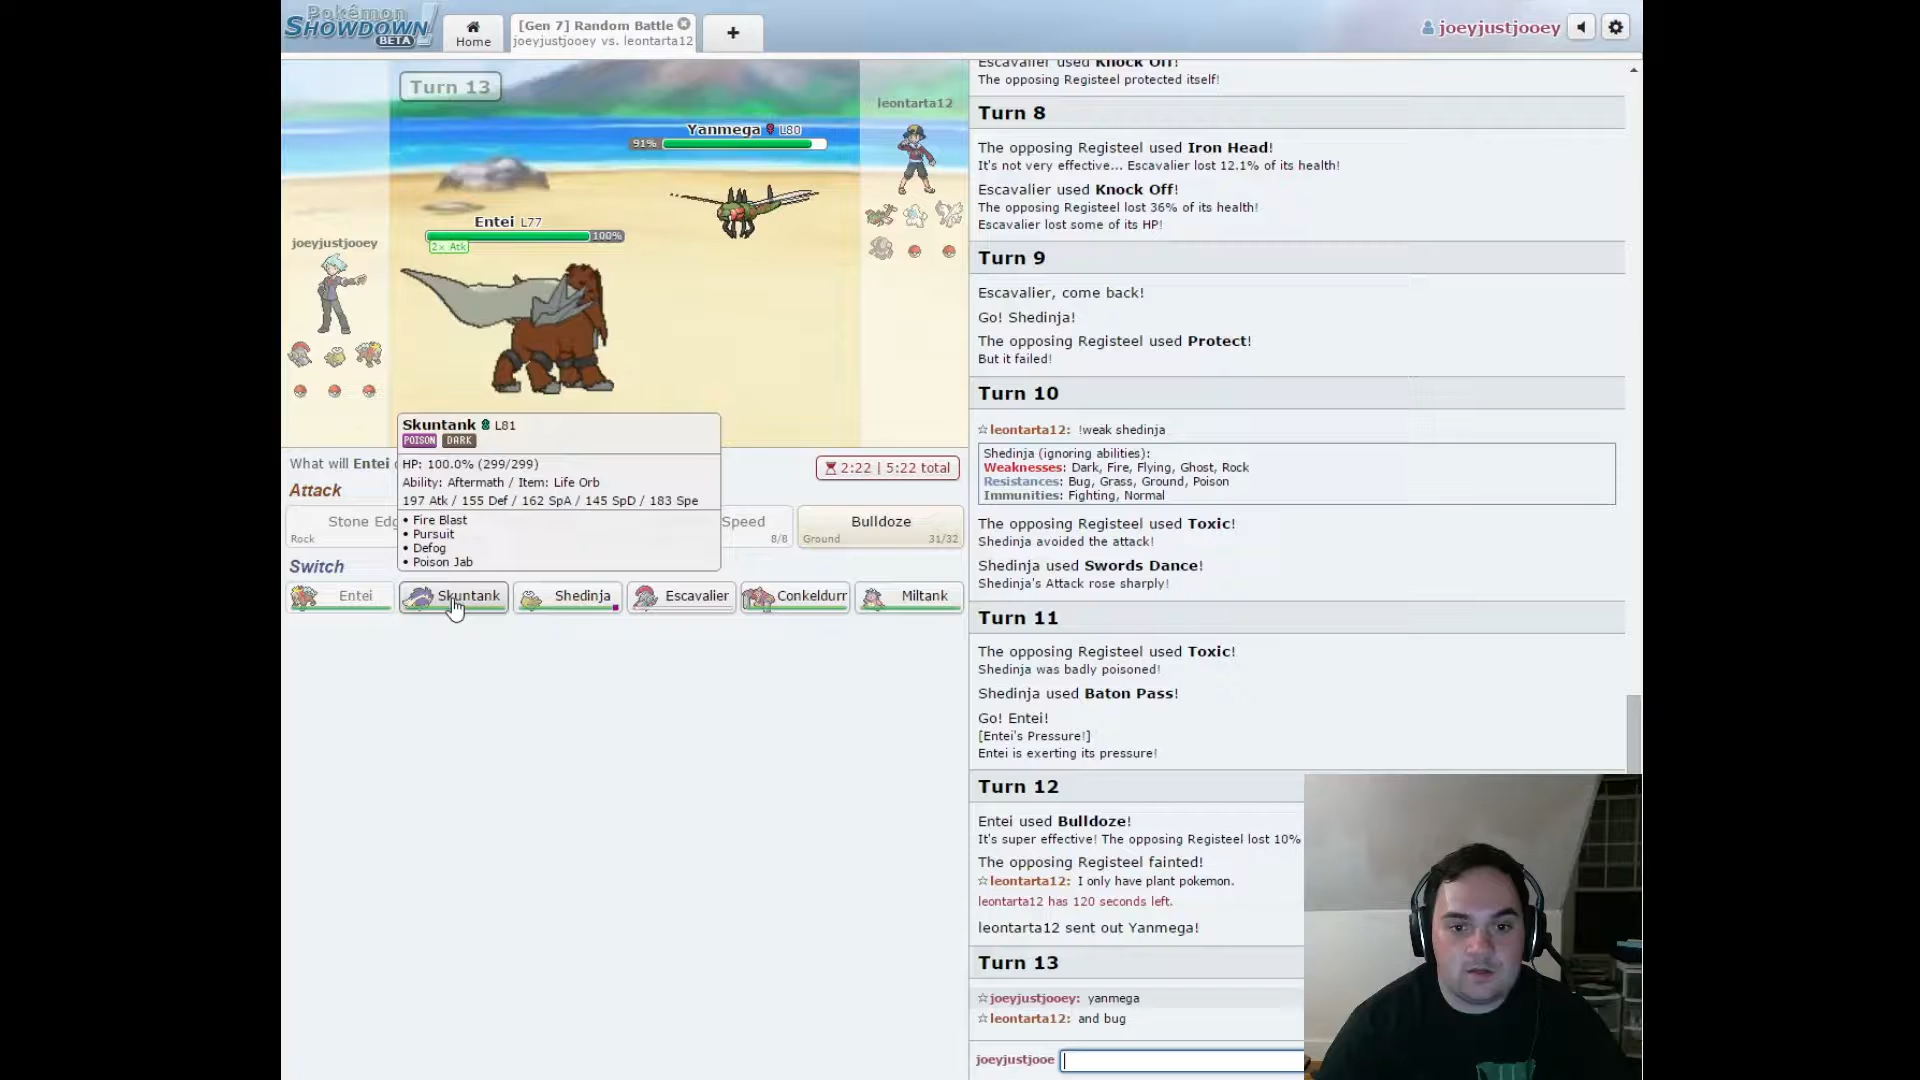 Pokémon
SHOWDOWN!
BETA
Home
[Gen 7] Random Battle
joeyjustjooey vs. leontarta12
+
joeyjustjooey
Turn 13
leontarta12
Yanmega L80
91%
Entei L77
100%
2× Atk
joeyjustjooey
Skuntank L81
POISON DARK
HP: 100.0% (299/299)
Ability: Aftermath / Item: Life Orb
197 Atk / 155 Def / 162 SpA / 145 SpD / 183 Spe
• Fire Blast
• Pursuit
• Defog
• Poison Jab
What will Entei
2:22 | 5:22 total
Attack
Stone Edg
Rock
Speed
8/8
Bulldoze
Ground 31/32
Switch
Entei
Skuntank
Shedinja
Escavalier
Conkeldurr
Miltank
Escavalier used Knock Off!
The opposing Registeel protected itself!
Turn 8
The opposing Registeel used Iron Head!
It's not very effective... Escavalier lost 12.1% of its health!
Escavalier used Knock Off!
The opposing Registeel lost 36% of its health!
Escavalier lost some of its HP!
Turn 9
Escavalier, come back!
Go! Shedinja!
The opposing Registeel used Protect!
But it failed!
Turn 10
☆leontarta12: !weak shedinja
Shedinja (ignoring abilities):
Weaknesses: Dark, Fire, Flying, Ghost, Rock
Resistances: Bug, Grass, Ground, Poison
Immunities: Fighting, Normal
The opposing Registeel used Toxic!
Shedinja avoided the attack!
Shedinja used Swords Dance!
Shedinja's Attack rose sharply!
Turn 11
The opposing Registeel used Toxic!
Shedinja was badly poisoned!
Shedinja used Baton Pass!
Go! Entei!
[Entei's Pressure!]
Entei is exerting its pressure!
Turn 12
Entei used Bulldoze!
It's super effective! The opposing Registeel lost 10%
The opposing Registeel fainted!
☆leontarta12: I only have plant pokemon.
leontarta12 has 120 seconds left.
leontarta12 sent out Yanmega!
Turn 13
☆joeyjustjooey: yanmega
☆leontarta12: and bug
joeyjustjooe